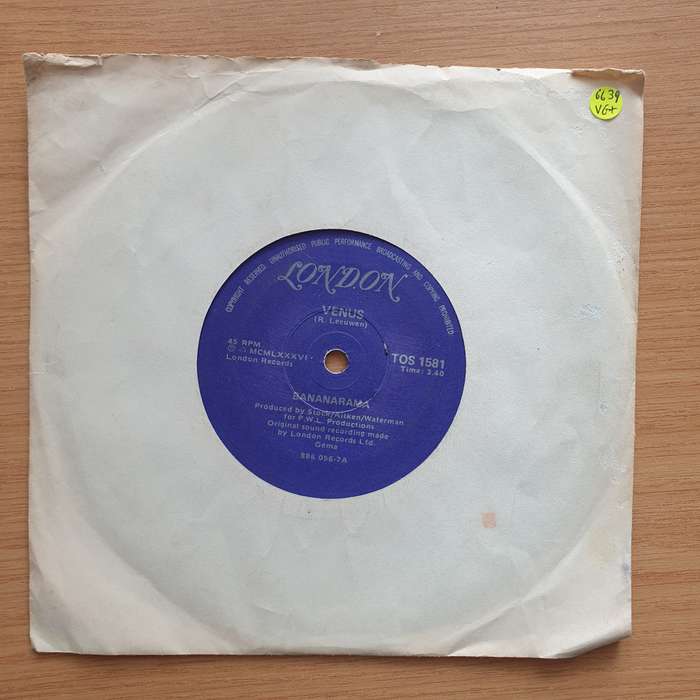 6639
VG+
COPYRIGHT RESERVED UNAUTHORISED PUBLIC PERFORMANCE BROADCASTING AND COPYING PROHIBITED
LONDON
VENUS
(R. Leeuwen)
45 RPM
MCMLXXXVI
London Records
TOS 1581
Time: 3.40
BANANARAMA
Produced by Stock/Aitken/Waterman
for P.W.L. Productions
Original sound recording made
by London Records Ltd.
Gema
886 056-7A